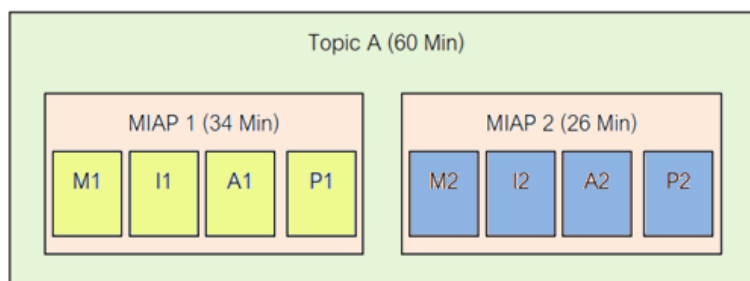 Topic A (60 Min)
MIAP 1 (34 Min)
M1 I1 A1 P1
MIAP 2 (26 Min)
M2 I2 A2 P2